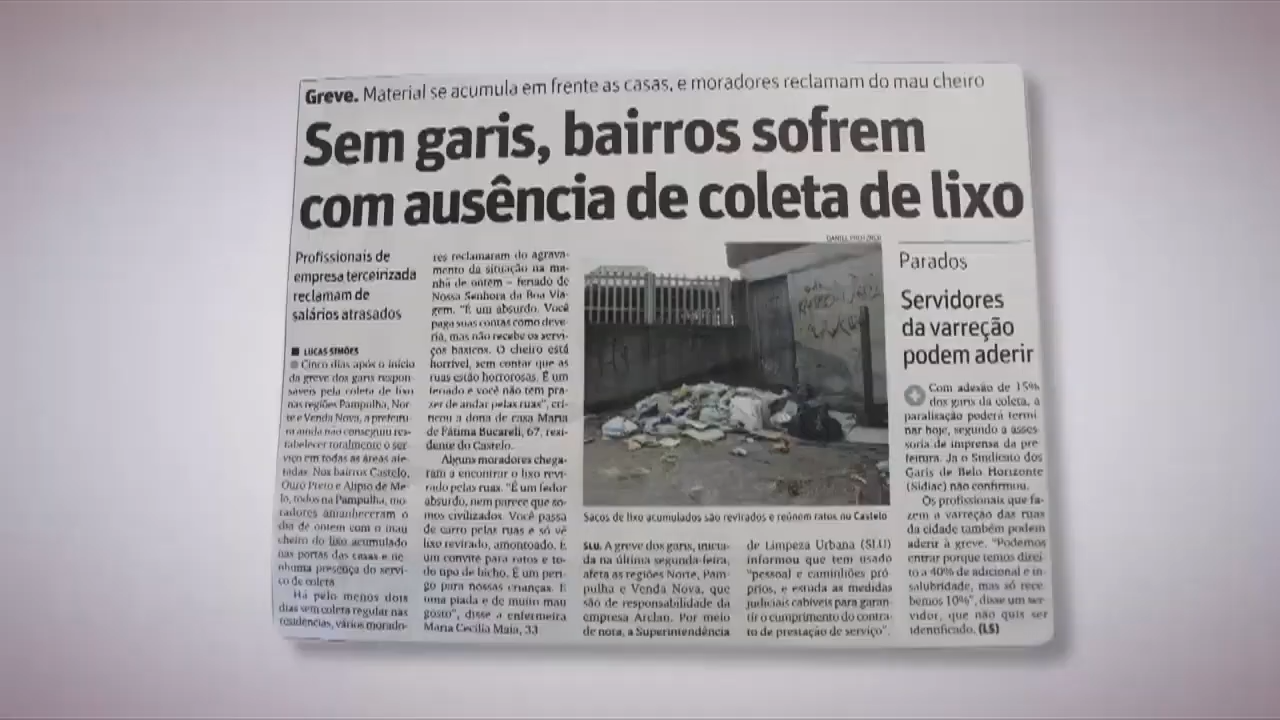 Greve. Material se acumula em frente as casas, e moradores reclamam do mau cheiro
Sem garis, bairros sofrem
com ausência de coleta de lixo
Profissionais de
empresa terceirizada
reclamam de
salários atrasados
LUCAS SIMÕES
Cinco dias após o início
da greve dos garis respon-
sáveis pela coleta de lixo
nas regiões Pampulha, Nor-
te e Venda Nova, a prefeitu-
ra ainda não conseguiu res-
tabelecer totalmente o ser-
viço em todas as áreas afe-
tadas. Nos bairros Castelo,
Ouro Preto e Alípio de Me-
lo, todos na Pampulha, mo-
radores amanheceram o
dia de ontem com o mau
cheiro do lixo acumulado
nas portas das casas e ne-
nhuma presença do servi-
ço de coleta
Há pelo menos dois
dias sem coleta regular nas
residências, vários morado-
res reclamaram do agrava-
mento da situação na ma-
nhã de ontem – feriado de
Nossa Senhora da Boa Via-
gem. "É um absurdo. Você
paga suas contas como deve-
ria, mas não recebe os servi-
ços básicos. O cheiro está
horrível, sem contar que as
ruas estão horrorosas. É um
feriado e você não tem pra-
zer de andar pelas ruas", cri-
ticou a dona de casa Maria
de Fátima Bucareli, 67, resi-
dente do Castelo.
Alguns moradores chega-
ram a encontrar o lixo revi-
rado pelas ruas. "É um fedor
absurdo, nem parece que so-
mos civilizados. Você passa
de carro pelas ruas e só vê
lixo revirado, amontoado. É
um convite para ratos e to-
do tipo de bicho. É um peri-
go para nossas crianças. É
uma piada e de muito mau
gosto", disse a enfermeira
Maria Cecília Maia, 33
Sacos de lixo acumulados são revirados e reúnem ratos no Castelo
SLU. A greve dos garis, inicia-
da na última segunda-feira,
afeta as regiões Norte, Pam-
pulha e Venda Nova, que
são de responsabilidade da
empresa Arclan. Por meio
de nota, a Superintendência
de Limpeza Urbana (SLU)
informou que tem usado
"pessoal e caminhões pró-
prios, e estuda as medidas
judiciais cabíveis para garan-
tir o cumprimento do contra-
to de prestação de serviço".
Parados
Servidores
da varreção
podem aderir
Com adesão de 15%
dos garis da coleta, a
paralização poderá termi-
nar hoje, segundo a asses-
soria de imprensa da pre-
feitura. Já o Sindicato dos
Garis de Belo Horizonte
(Sidiac) não confirmou.
Os profissionais que fa-
zem a varreção das ruas
da cidade também podem
aderir à greve. "Podemos
entrar porque temos direi-
to a 40% de adicional e in-
salubridade, mas só rece-
bemos 10%", disse um ser-
vidor, que não quis ser
identificado. (LS)